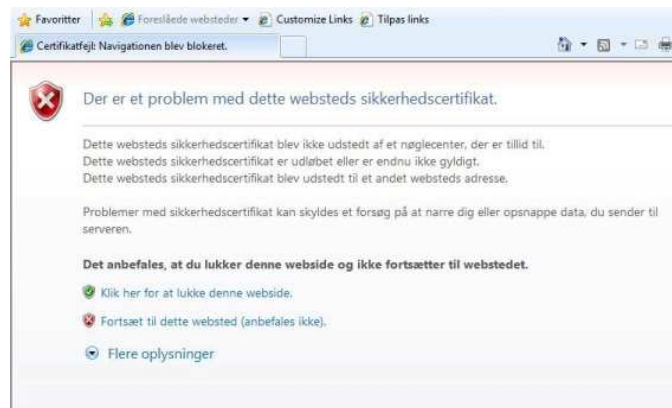 Favoritter Foreslåede websteder Customize Links Tilpas links
Certifikatfejl: Navigationen blev blokeret.
Der er et problem med dette websteds sikkerhedscertifikat.
Dette websteds sikkerhedscertifikat blev ikke udstedt af et nøglecenter, der er tillid til.
Dette websteds sikkerhedscertifikat er udløbet eller er endnu ikke gyldigt.
Dette websteds sikkerhedscertifikat blev udstedt til et andet websteds adresse.
Problemer med sikkerhedscertifikat kan skyldes et forsøg på at narre dig eller opsnappe data, du sender til
serveren.
Det anbefales, at du lukker denne webside og ikke fortsætter til webstedet.
Klik her for at lukke denne webside.
Fortsæt til dette websted (anbefales ikke).
Flere oplysninger